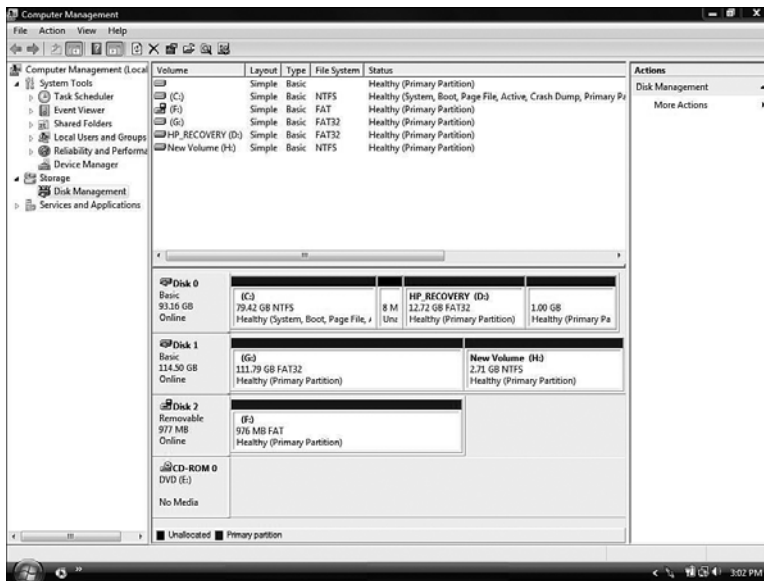 Computer Management
File Action View Help
Computer Management (Local
System Tools
Task Scheduler
Event Viewer
Shared Folders
Local Users and Groups
Reliability and Performa
Device Manager
Storage
Disk Management
Services and Applications
Volume Layout Type File System Status
Simple Basic Healthy (Primary Partition)
(C:) Simple Basic NTFS Healthy (System, Boot, Page File, Active, Crash Dump, Primary Pa
(F:) Simple Basic FAT Healthy (Primary Partition)
(G:) Simple Basic FAT32 Healthy (Primary Partition)
HP_RECOVERY (D:) Simple Basic FAT32 Healthy (Primary Partition)
New Volume (H:) Simple Basic NTFS Healthy (Primary Partition)
Disk 0
Basic
93.16 GB
Online
(C:)
79.42 GB NTFS
Healthy (System, Boot, Page File,
8 M
Una
HP_RECOVERY (D:)
12.72 GB FAT32
Healthy (Primary Partition)
1.00 GB
Healthy (Primary Pa
Disk 1
Basic
114.50 GB
Online
(G:)
111.79 GB FAT32
Healthy (Primary Partition)
New Volume (H:)
2.71 GB NTFS
Healthy (Primary Partition)
Disk 2
Removable
977 MB
Online
(F:)
976 MB FAT
Healthy (Primary Partition)
CD-ROM 0
DVD (E:)
No Media
Unallocated Primary partition
Actions
Disk Management
More Actions
3:02 PM